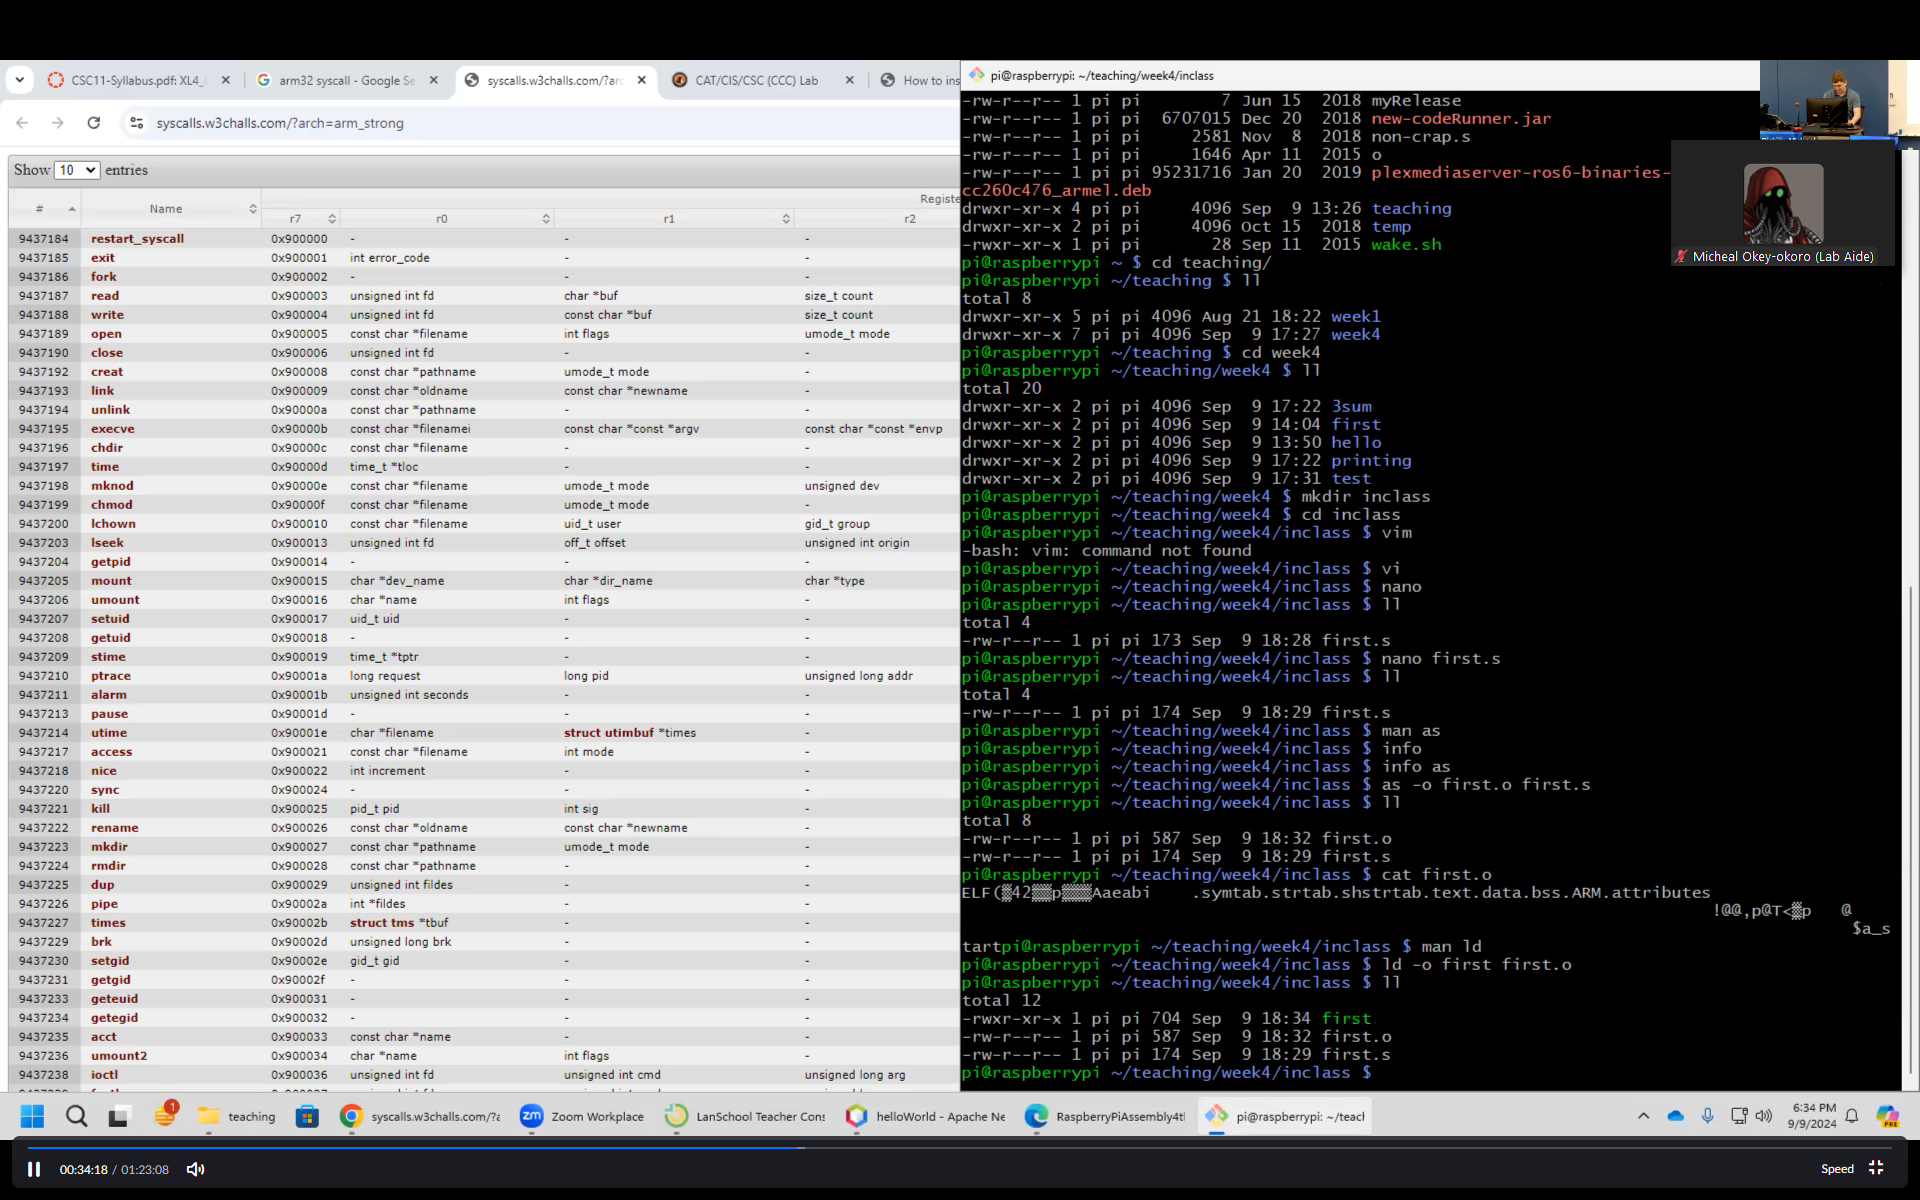 CSC11-Syllabus.pdf: XL4_
arm32 syscall - Google Se
syscalls.w3challs.com/?arc
CAT/CIS/CSC (CCC) Lab
How to ins
syscalls.w3challs.com/?arch=arm_strong
Show 10 entries
# Name Registe
r7 r0 r1 r2
9437184 restart_syscall 0x900000 - - -
9437185 exit 0x900001 int error_code - -
9437186 fork 0x900002 - - -
9437187 read 0x900003 unsigned int fd char *buf size_t count
9437188 write 0x900004 unsigned int fd const char *buf size_t count
9437189 open 0x900005 const char *filename int flags umode_t mode
9437190 close 0x900006 unsigned int fd - -
9437192 creat 0x900008 const char *pathname umode_t mode -
9437193 link 0x900009 const char *oldname const char *newname -
9437194 unlink 0x90000a const char *pathname - -
9437195 execve 0x90000b const char *filenamei const char *const *argv const char *const *envp
9437196 chdir 0x90000c const char *filename - -
9437197 time 0x90000d time_t *tloc - -
9437198 mknod 0x90000e const char *filename umode_t mode unsigned dev
9437199 chmod 0x90000f const char *filename umode_t mode -
9437200 lchown 0x900010 const char *filename uid_t user gid_t group
9437203 lseek 0x900013 unsigned int fd off_t offset unsigned int origin
9437204 getpid 0x900014 - - -
9437205 mount 0x900015 char *dev_name char *dir_name char *type
9437206 umount 0x900016 char *name int flags -
9437207 setuid 0x900017 uid_t uid - -
9437208 getuid 0x900018 - - -
9437209 stime 0x900019 time_t *tptr - -
9437210 ptrace 0x90001a long request long pid unsigned long addr
9437211 alarm 0x90001b unsigned int seconds - -
9437213 pause 0x90001d - - -
9437214 utime 0x90001e char *filename struct utimbuf *times -
9437217 access 0x900021 const char *filename int mode -
9437218 nice 0x900022 int increment - -
9437220 sync 0x900024 - - -
9437221 kill 0x900025 pid_t pid int sig -
9437222 rename 0x900026 const char *oldname const char *newname -
9437223 mkdir 0x900027 const char *pathname umode_t mode -
9437224 rmdir 0x900028 const char *pathname - -
9437225 dup 0x900029 unsigned int fildes - -
9437226 pipe 0x90002a int *fildes - -
9437227 times 0x90002b struct tms *tbuf - -
9437229 brk 0x90002d unsigned long brk - -
9437230 setgid 0x90002e gid_t gid - -
9437231 getgid 0x90002f - - -
9437233 geteuid 0x900031 - - -
9437234 getegid 0x900032 - - -
9437235 acct 0x900033 const char *name - -
9437236 umount2 0x900034 char *name int flags -
9437238 ioctl 0x900036 unsigned int fd unsigned int cmd unsigned long arg
pi@raspberrypi: ~/teaching/week4/inclass
-rw-r--r-- 1 pi pi 7 Jun 15 2018 myRelease
-rw-r--r-- 1 pi pi 6707015 Dec 20 2018 new-codeRunner.jar
-rw-r--r-- 1 pi pi 2581 Nov 8 2018 non-crap.s
-rw-r--r-- 1 pi pi 1646 Apr 11 2015 o
-rw-r--r-- 1 pi pi 95231716 Jan 20 2019 plexmediaserver-ros6-binaries-
cc260c476_armel.deb
drwxr-xr-x 4 pi pi 4096 Sep 9 13:26 teaching
drwxr-xr-x 2 pi pi 4096 Oct 15 2018 temp
-rwxr-xr-x 1 pi pi 28 Sep 11 2015 wake.sh
pi@raspberrypi ~ $ cd teaching/
pi@raspberrypi ~/teaching $ ll
total 8
drwxr-xr-x 5 pi pi 4096 Aug 21 18:22 week1
drwxr-xr-x 7 pi pi 4096 Sep 9 17:27 week4
pi@raspberrypi ~/teaching $ cd week4
pi@raspberrypi ~/teaching/week4 $ ll
total 20
drwxr-xr-x 2 pi pi 4096 Sep 9 17:22 3sum
drwxr-xr-x 2 pi pi 4096 Sep 9 14:04 first
drwxr-xr-x 2 pi pi 4096 Sep 9 13:50 hello
drwxr-xr-x 2 pi pi 4096 Sep 9 17:22 printing
drwxr-xr-x 2 pi pi 4096 Sep 9 17:31 test
pi@raspberrypi ~/teaching/week4 $ mkdir inclass
pi@raspberrypi ~/teaching/week4 $ cd inclass
pi@raspberrypi ~/teaching/week4/inclass $ vim
-bash: vim: command not found
pi@raspberrypi ~/teaching/week4/inclass $ vi
pi@raspberrypi ~/teaching/week4/inclass $ nano
pi@raspberrypi ~/teaching/week4/inclass $ ll
total 4
-rw-r--r-- 1 pi pi 173 Sep 9 18:28 first.s
pi@raspberrypi ~/teaching/week4/inclass $ nano first.s
pi@raspberrypi ~/teaching/week4/inclass $ ll
total 4
-rw-r--r-- 1 pi pi 174 Sep 9 18:29 first.s
pi@raspberrypi ~/teaching/week4/inclass $ man as
pi@raspberrypi ~/teaching/week4/inclass $ info
pi@raspberrypi ~/teaching/week4/inclass $ info as
pi@raspberrypi ~/teaching/week4/inclass $ as -o first.o first.s
pi@raspberrypi ~/teaching/week4/inclass $ ll
total 8
-rw-r--r-- 1 pi pi 587 Sep 9 18:32 first.o
-rw-r--r-- 1 pi pi 174 Sep 9 18:29 first.s
pi@raspberrypi ~/teaching/week4/inclass $ cat first.o
ELF(▒42▒▒p▒▒▒Aaeabi .symtab.strtab.shstrtab.text.data.bss.ARM.attributes
!@@,p@T<▒p @
$a_s
tartpi@raspberrypi ~/teaching/week4/inclass $ man ld
pi@raspberrypi ~/teaching/week4/inclass $ ld -o first first.o
pi@raspberrypi ~/teaching/week4/inclass $ ll
total 12
-rwxr-xr-x 1 pi pi 704 Sep 9 18:34 first
-rw-r--r-- 1 pi pi 587 Sep 9 18:32 first.o
-rw-r--r-- 1 pi pi 174 Sep 9 18:29 first.s
pi@raspberrypi ~/teaching/week4/inclass $
Micheal Okey-okoro (Lab Aide)
1
teaching
syscalls.w3challs.com/?a
Zoom Workplace
LanSchool Teacher Cons
helloWorld - Apache Ne
RaspberryPiAssembly4tl
pi@raspberrypi: ~/teach
6:34 PM
9/9/2024
PRE
00:34:18 / 01:23:08
Speed